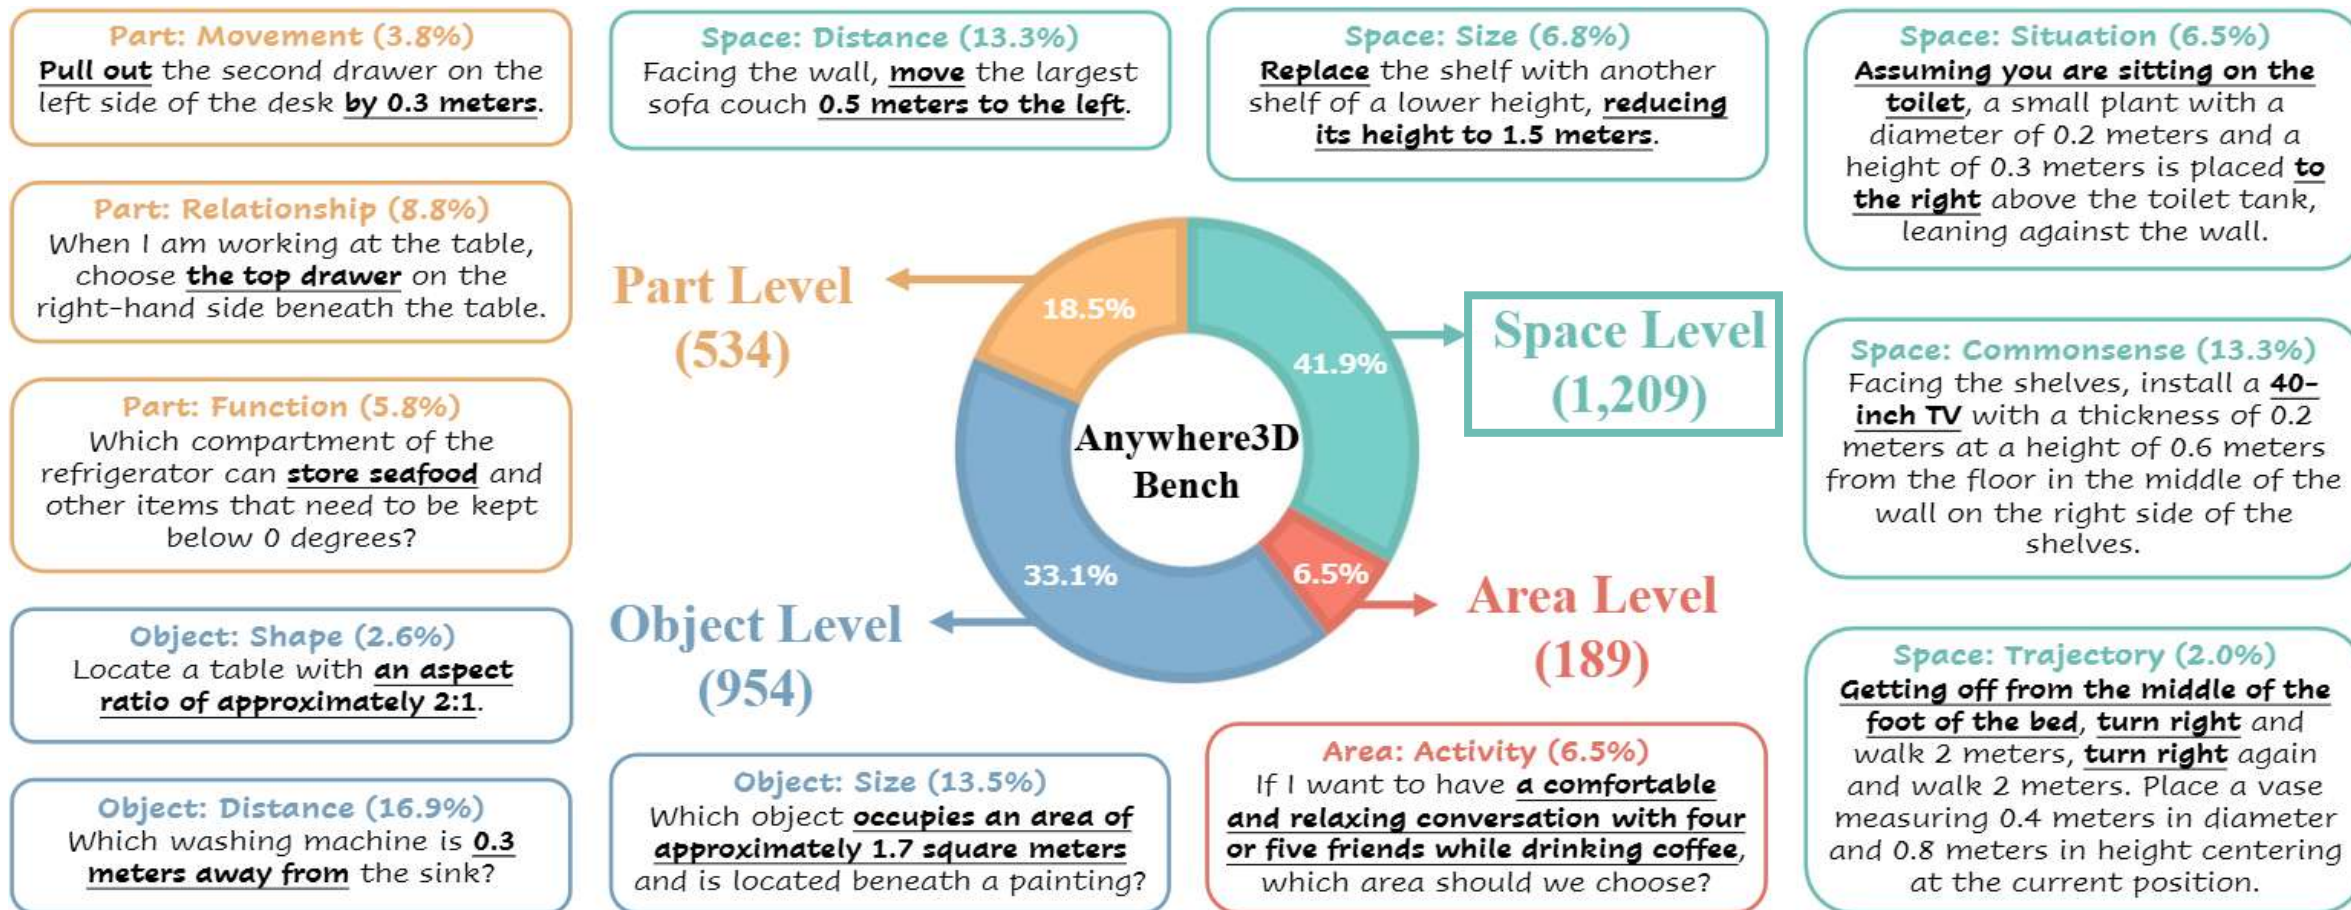 Part: Movement (3.8%)
Pull out the second drawer on the
left side of the desk by 0.3 meters.
Space: Distance (13.3%)
Facing the wall, move the largest
sofa couch 0.5 meters to the left.
Space: Size (6.8%)
Replace the shelf with another
shelf of a lower height, reducing
its height to 1.5 meters.
Space: Situation (6.5%)
Assuming you are sitting on the
toilet, a small plant with a
diameter of 0.2 meters and a
height of 0.3 meters is placed to
the right above the toilet tank,
leaning against the wall.
Part: Relationship (8.8%)
When I am working at the table,
choose the top drawer on the
right-hand side beneath the table.
Part: Function (5.8%)
Which compartment of the
refrigerator can store seafood and
other items that need to be kept
below 0 degrees?
Part Level
(534)
18.5%
41.9%
Space Level
(1,209)
Anywhere3D
Bench
33.1%
6.5%
Object Level
(954)
Area Level
(189)
Space: Commonsense (13.3%)
Facing the shelves, install a 40-
inch TV with a thickness of 0.2
meters at a height of 0.6 meters
from the floor in the middle of the
wall on the right side of the
shelves.
Object: Shape (2.6%)
Locate a table with an aspect
ratio of approximately 2:1.
Object: Distance (16.9%)
Which washing machine is 0.3
meters away from the sink?
Object: Size (13.5%)
Which object occupies an area of
approximately 1.7 square meters
and is located beneath a painting?
Area: Activity (6.5%)
If I want to have a comfortable
and relaxing conversation with four
or five friends while drinking coffee,
which area should we choose?
Space: Trajectory (2.0%)
Getting off from the middle of the
foot of the bed, turn right and
walk 2 meters, turn right again
and walk 2 meters. Place a vase
measuring 0.4 meters in diameter
and 0.8 meters in height centering
at the current position.